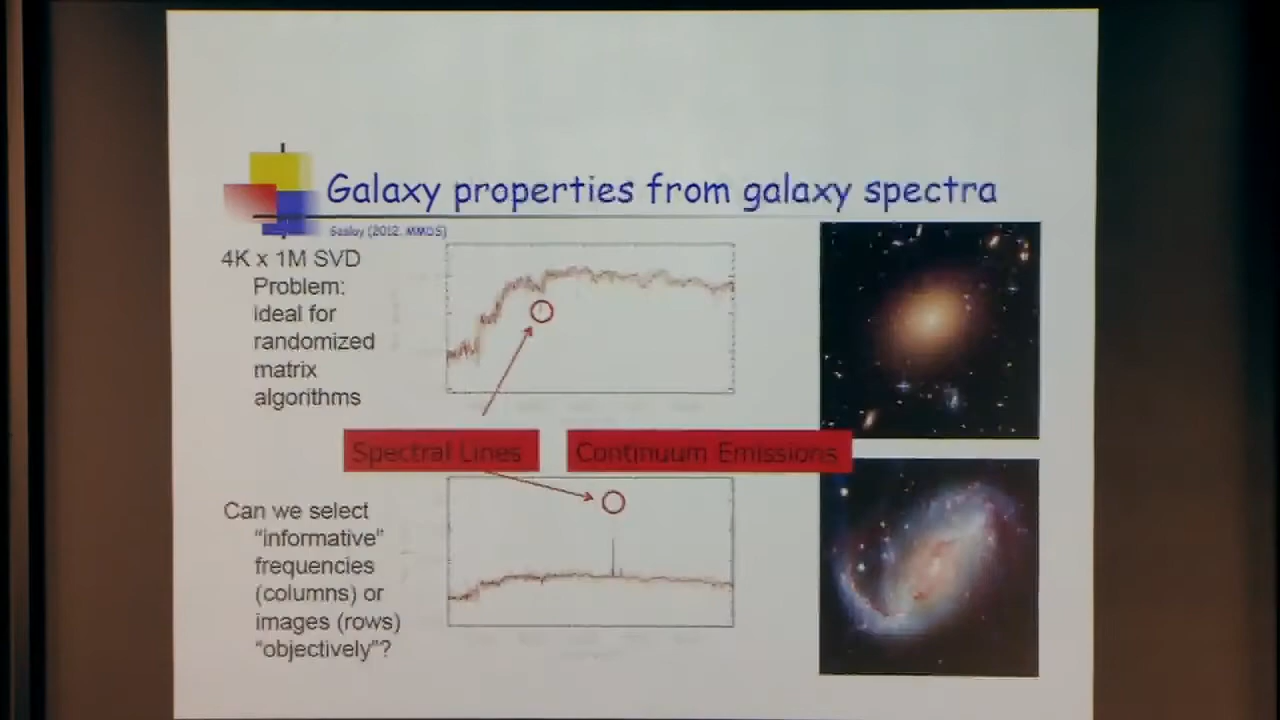 Galaxy properties from galaxy spectra
Szalay (2012, MMDS)
4K x 1M SVD
Problem:
ideal for
randomized
matrix
algorithms
Spectral Lines
Continuum Emissions
Can we select
"informative"
frequencies
(columns) or
images (rows)
"objectively"?